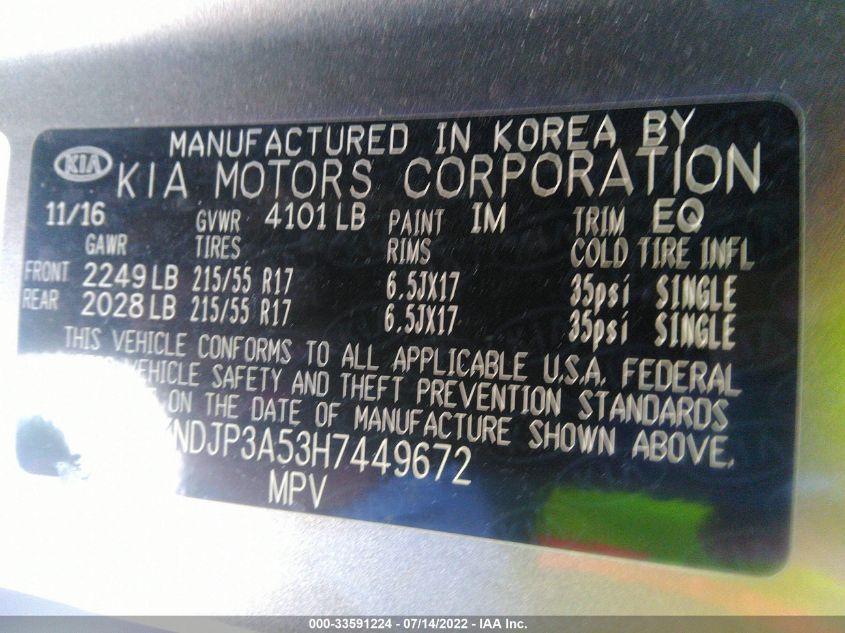 MANUFACTURED IN KOREA BY
KIA
KIA MOTORS CORPORATION
11/16 GVWR 4101 LB PAINT IM TRIM EQ
GAWR TIRES RIMS COLD TIRE INFL
FRONT 2249 LB 215/55 R17 6.5JX17 35psi SINGLE
REAR 2028 LB 215/55 R17 6.5JX17 35psi SINGLE
THIS VEHICLE CONFORMS TO ALL APPLICABLE U.S.A. FEDERAL
VEHICLE SAFETY AND THEFT PREVENTION STANDARDS
ON THE DATE OF MANUFACTURE SHOWN ABOVE.
NDJP3A53H7449672
MPV
000-33591224 - 07/14/2022 - IAA Inc.